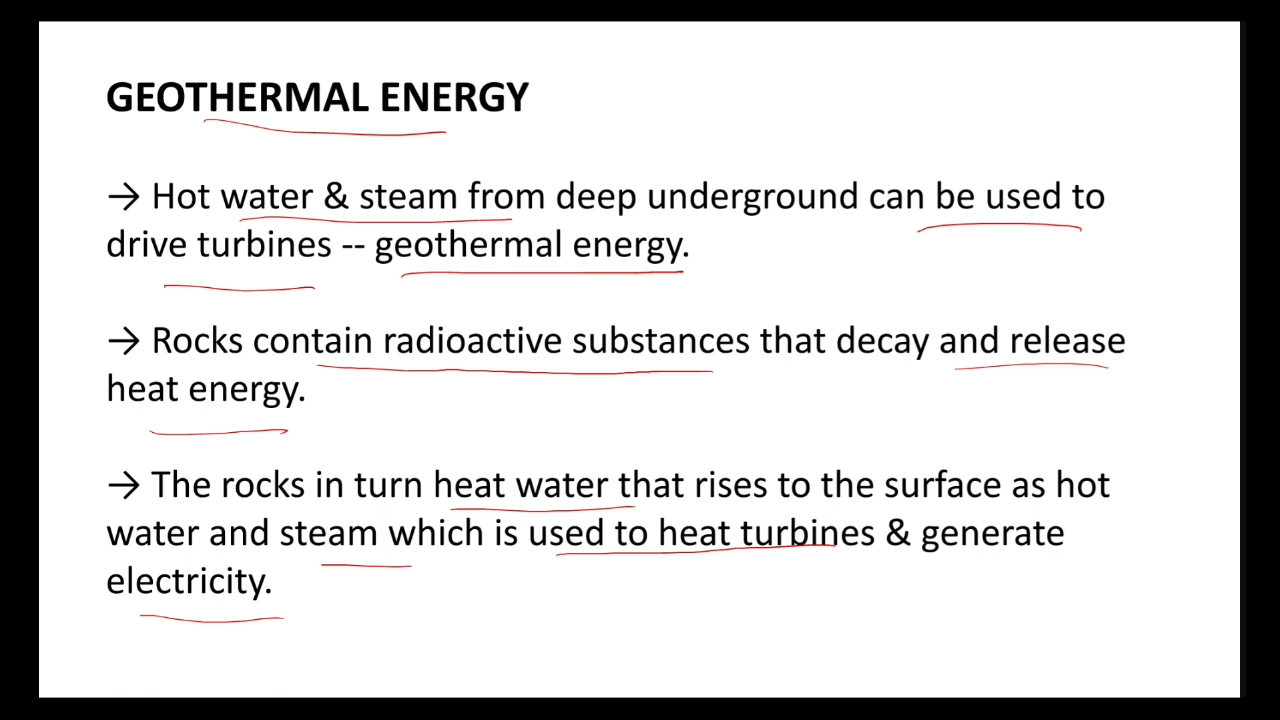 GEOTHERMAL ENERGY
→ Hot water & steam from deep underground can be used to
drive turbines -- geothermal energy.
→ Rocks contain radioactive substances that decay and release
heat energy.
→ The rocks in turn heat water that rises to the surface as hot
water and steam which is used to heat turbines & generate
electricity.